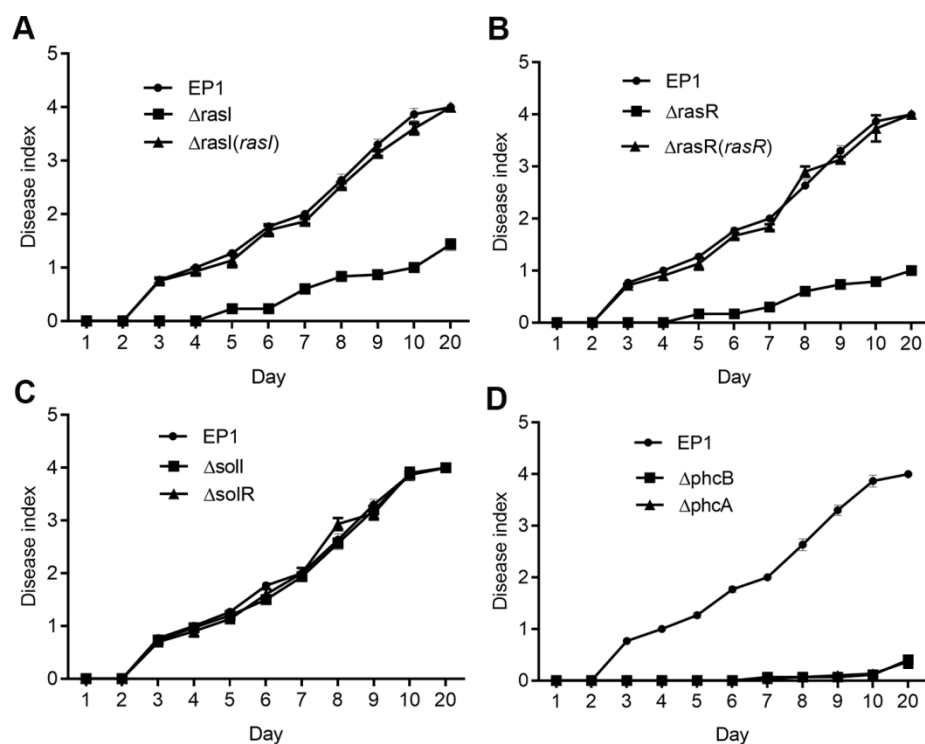 A
Disease index
5
4
3
2
1
0
EP1
ΔrasI
ΔrasI(rasI)
1 2 3 4 5 6 7 8 9 10 20
Day
B
Disease index
5
4
3
2
1
0
EP1
ΔrasR
ΔrasR(rasR)
1 2 3 4 5 6 7 8 9 10 20
Day
C
Disease index
5
4
3
2
1
0
EP1
ΔsolI
ΔsolR
1 2 3 4 5 6 7 8 9 10 20
Day
D
Disease index
5
4
3
2
1
0
EP1
ΔphcB
ΔphcA
1 2 3 4 5 6 7 8 9 10 20
Day